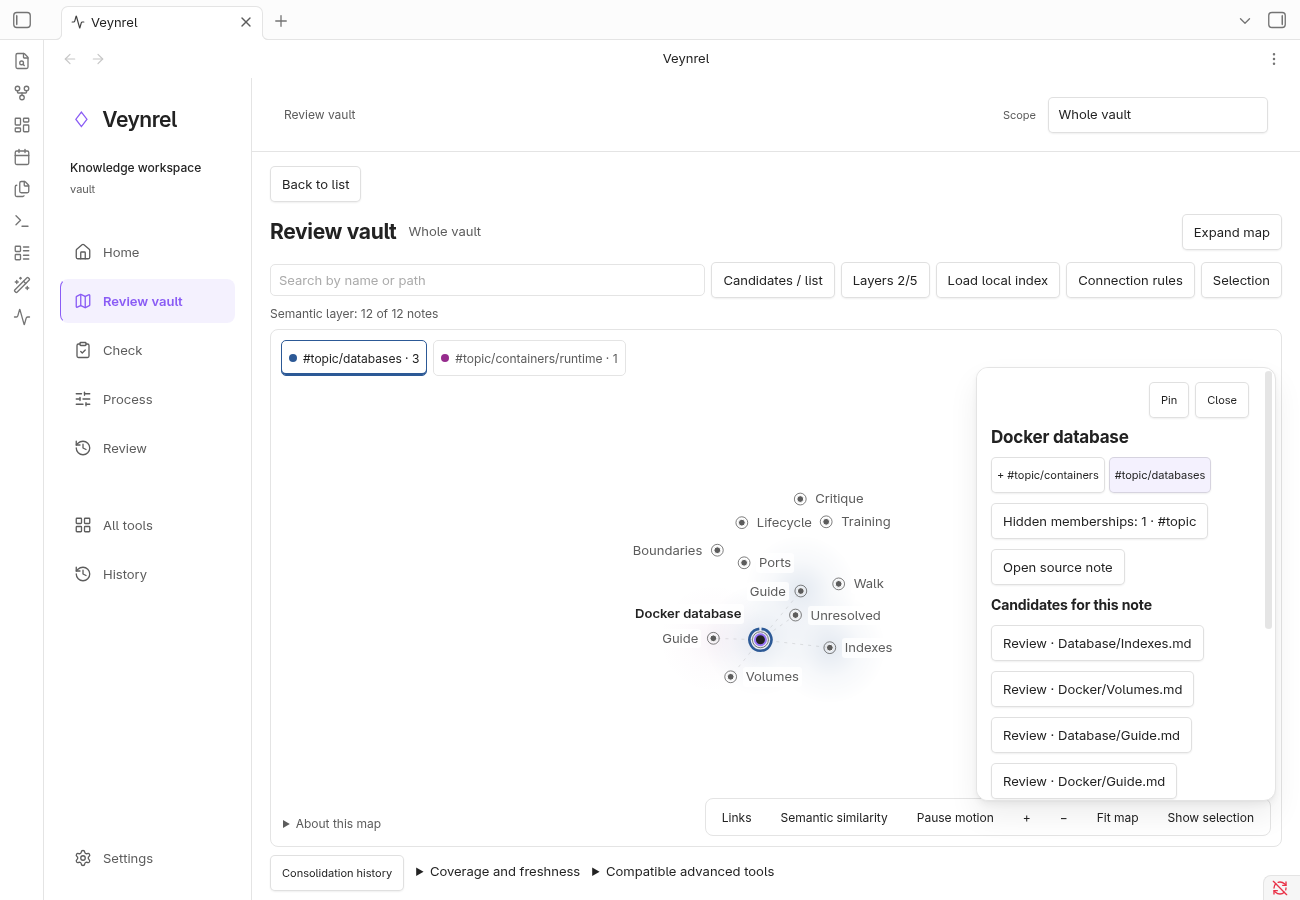 Veynrel
Veynrel
Veynrel
Knowledge workspace
vault
Home
Review vault
Check
Process
Review
All tools
History
Settings
Review vault
Scope
Whole vault
Back to list
Review vault
Whole vault
Expand map
Search by name or path
Candidates / list
Layers 2/5
Load local index
Connection rules
Selection
Semantic layer: 12 of 12 notes
#topic/databases · 3
#topic/containers/runtime · 1
Critique
Lifecycle
Training
Boundaries
Ports
Guide
Walk
Docker database
Unresolved
Guide
Indexes
Volumes
Pin
Close
Docker database
+ #topic/containers
#topic/databases
Hidden memberships: 1 · #topic
Open source note
Candidates for this note
Review · Database/Indexes.md
Review · Docker/Volumes.md
Review · Database/Guide.md
Review · Docker/Guide.md
About this map
Links
Semantic similarity
Pause motion
+
−
Fit map
Show selection
Consolidation history
Coverage and freshness
Compatible advanced tools